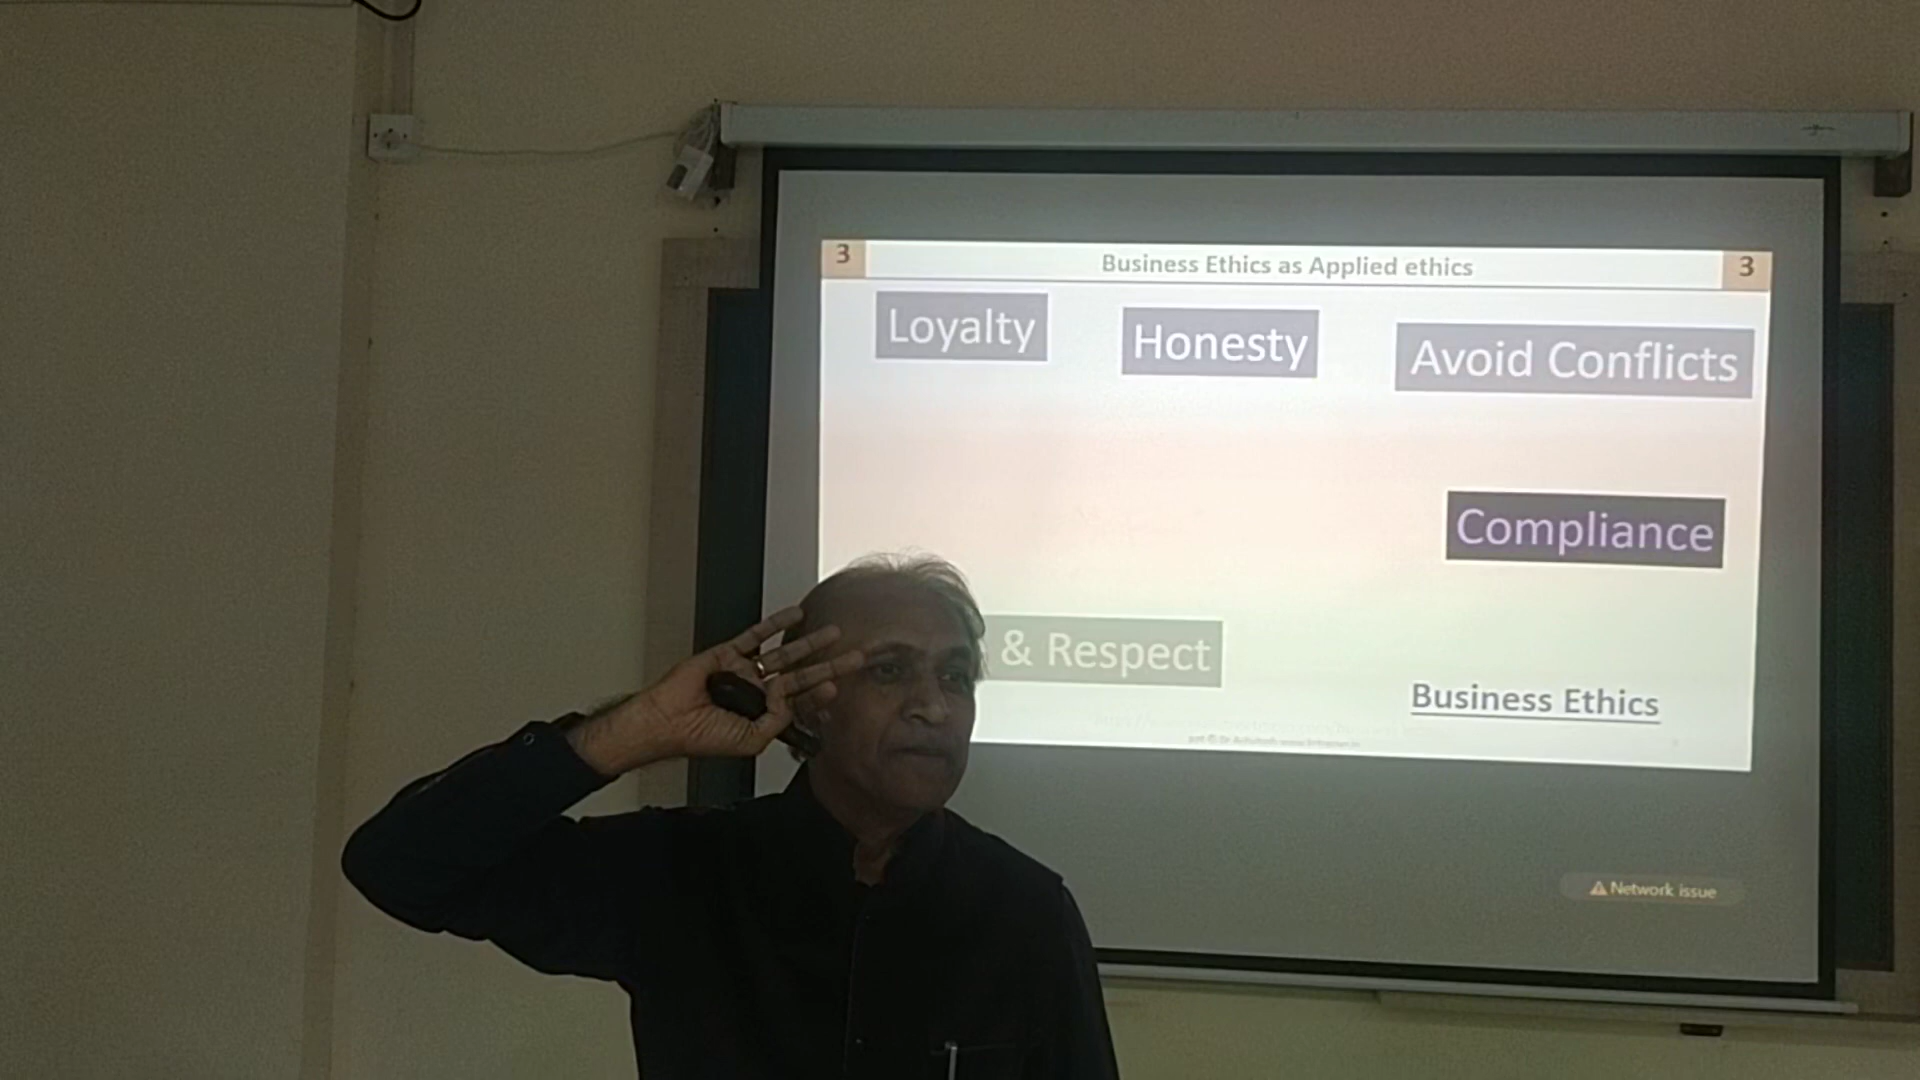 3
Business Ethics as Applied ethics
3
Loyalty
Honesty
Avoid Conflicts
Compliance
& Respect
Business Ethics
Network issue